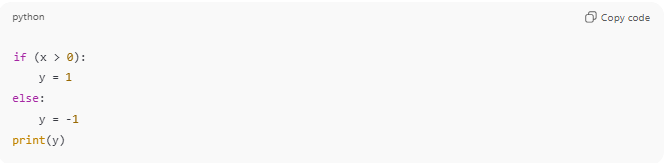 python Copy code
if (x > 0):
    y = 1
else:
    y = -1
print(y)